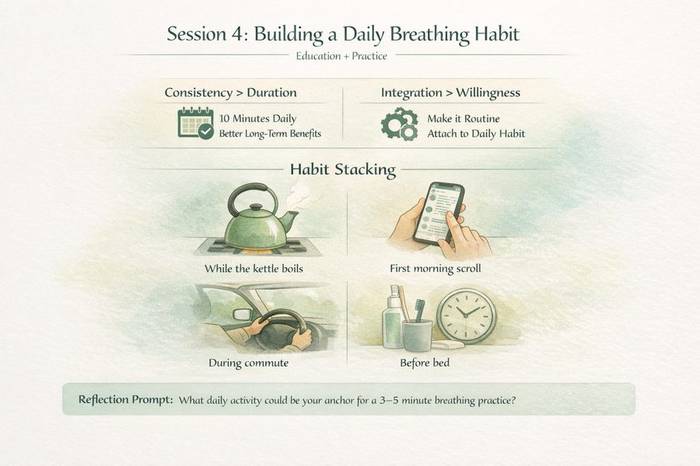 Session 4: Building a Daily Breathing Habit
Education + Practice
Consistency > Duration
10 Minutes Daily
Better Long-Term Benefits
Integration > Willingness
Make it Routine
Attach to Daily Habit
Habit Stacking
While the kettle boils
First morning scroll
During commute
Before bed
Reflection Prompt: What daily activity could be your anchor for a 3–5 minute breathing practice?